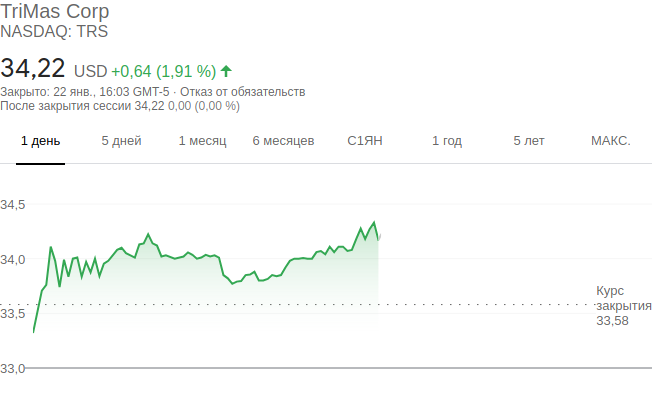 TriMas Corp
NASDAQ: TRS
34,22 USD +0,64 (1,91 %)
Закрыто: 22 янв., 16:03 GMT-5 · Отказ от обязательств
После закрытия сессии 34,22 0,00 (0,00 %)
1 день 5 дней 1 месяц 6 месяцев С1ЯН 1 год 5 лет МАКС.
34,5
34,0
Курс
закрытия
33,58
33,5
33,0